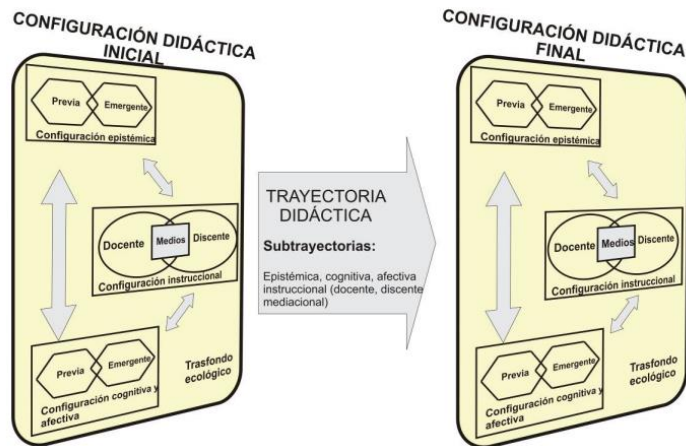 CONFIGURACIÓN DIDÁCTICA
INICIAL
Previa
Emergente
Configuración epistémica
Docente
Medios
Discente
Configuración instruccional
Previa
Emergente
Configuración cognitiva y
afectiva
Trasfondo
ecológico
TRAYECTORIA
DIDÁCTICA
Subtrayectorias:
Epistémica, cognitiva, afectiva
instruccional (docente, discente
mediacional)
CONFIGURACIÓN DIDÁCTICA
FINAL
Previa
Emergente
Configuración epistémica
Docente
Medios
Discente
Configuración instruccional
Previa
Emergente
Configuración cognitiva y
afectiva
Trasfondo
ecológico